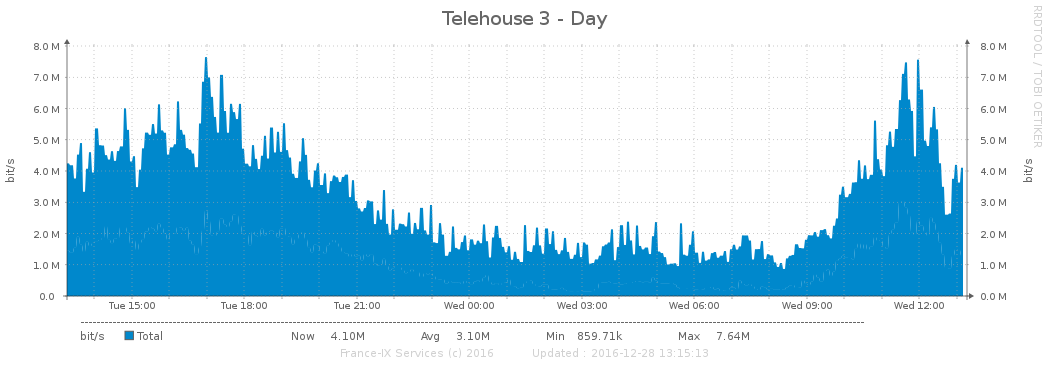 Telehouse 3 - Day
RRDTOOL / TOBI OETIKER
bit/s
bit/s
8.0 M 8.0 M
7.0 M 7.0 M
6.0 M 6.0 M
5.0 M 5.0 M
4.0 M 4.0 M
3.0 M 3.0 M
2.0 M 2.0 M
1.0 M 1.0 M
0.0 0.0 M
Tue 15:00 Tue 18:00 Tue 21:00 Wed 00:00 Wed 03:00 Wed 06:00 Wed 09:00 Wed 12:00
bit/s Total Now 4.10M Avg 3.10M Min 859.71k Max 7.64M
France-IX Services (c) 2016 Updated : 2016-12-28 13:15:13